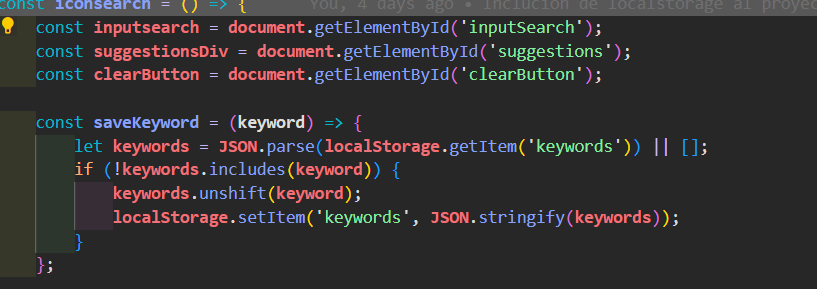 const iconsearch = () => { You, 4 days ago • Inclusión de localstorage al proyec
const inputsearch = document.getElementById('inputSearch');
const suggestionsDiv = document.getElementById('suggestions');
const clearButton = document.getElementById('clearButton');
const saveKeyword = (keyword) => {
let keywords = JSON.parse(localStorage.getItem('keywords')) || [];
if (!keywords.includes(keyword)) {
keywords.unshift(keyword);
localStorage.setItem('keywords', JSON.stringify(keywords));
}
};